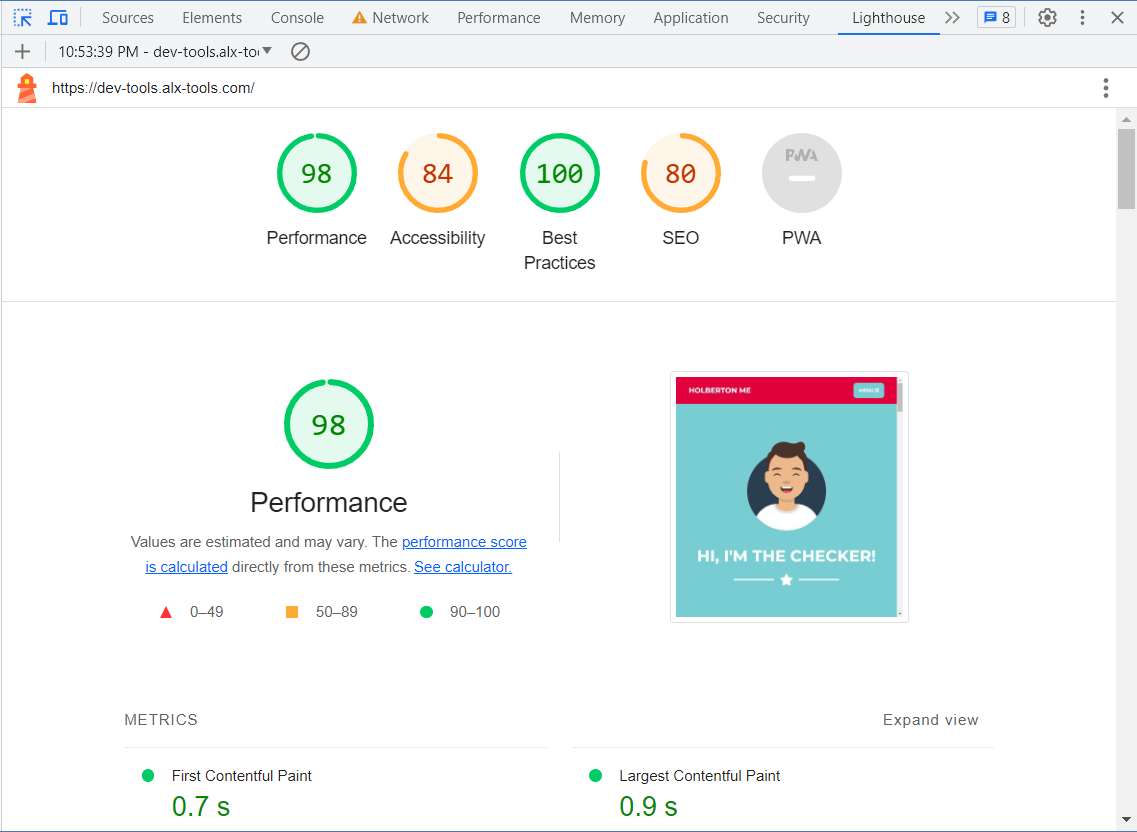 Sources Elements Console Network Performance Memory Application Security Lighthouse 8
10:53:39 PM - dev-tools.alx-to
https://dev-tools.alx-tools.com/
98 84 100 80 PWA
Performance Accessibility Best Practices SEO PWA
98
Performance
Values are estimated and may vary. The performance score
is calculated directly from these metrics. See calculator.
0–49 50–89 90–100
HOLBERTON ME MENU
HI, I'M THE CHECKER!
METRICS Expand view
First Contentful Paint Largest Contentful Paint
0.7 s 0.9 s